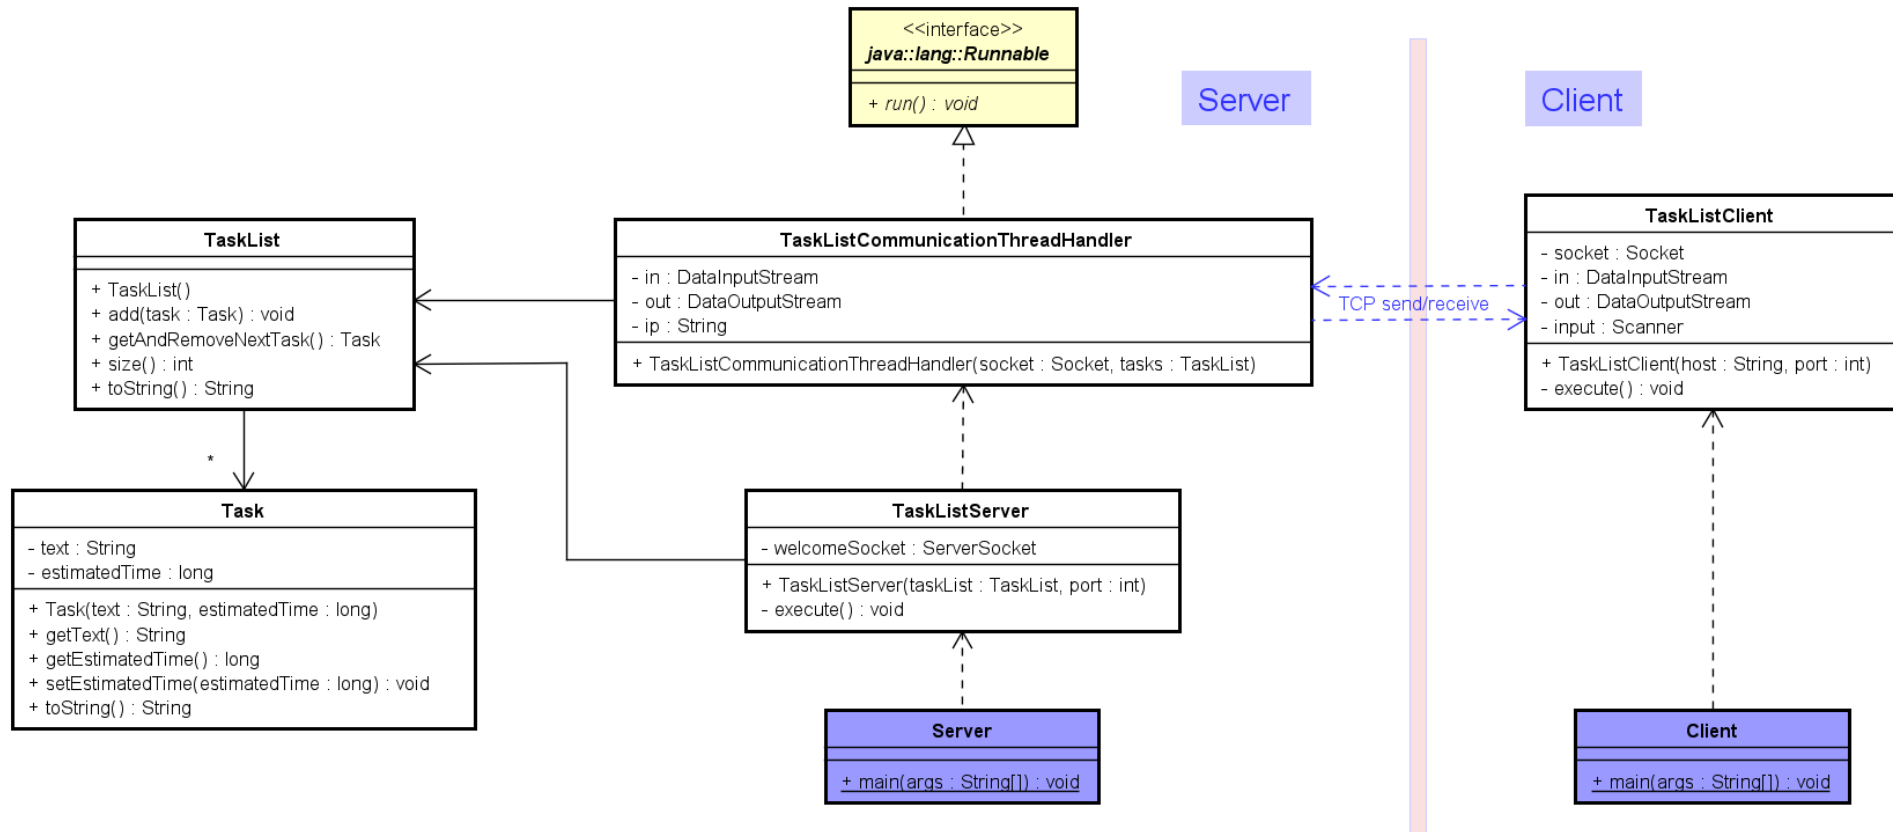 <<interface>>
java::lang::Runnable
+ run() : void
Server
Client
TaskList
+ TaskList()
+ add(task : Task) : void
+ getAndRemoveNextTask() : Task
+ size() : int
+ toString() : String
TaskListCommunicationThreadHandler
- in : DataInputStream
- out : DataOutputStream
- ip : String
+ TaskListCommunicationThreadHandler(socket : Socket, tasks : TaskList)
TCP send/receive
TaskListClient
- socket : Socket
- in : DataInputStream
- out : DataOutputStream
- input : Scanner
+ TaskListClient(host : String, port : int)
- execute() : void
*
Task
- text : String
- estimatedTime : long
+ Task(text : String, estimatedTime : long)
+ getText() : String
+ getEstimatedTime() : long
+ setEstimatedTime(estimatedTime : long) : void
+ toString() : String
TaskListServer
- welcomeSocket : ServerSocket
+ TaskListServer(taskList : TaskList, port : int)
- execute() : void
Server
+ main(args : String[]) : void
Client
+ main(args : String[]) : void